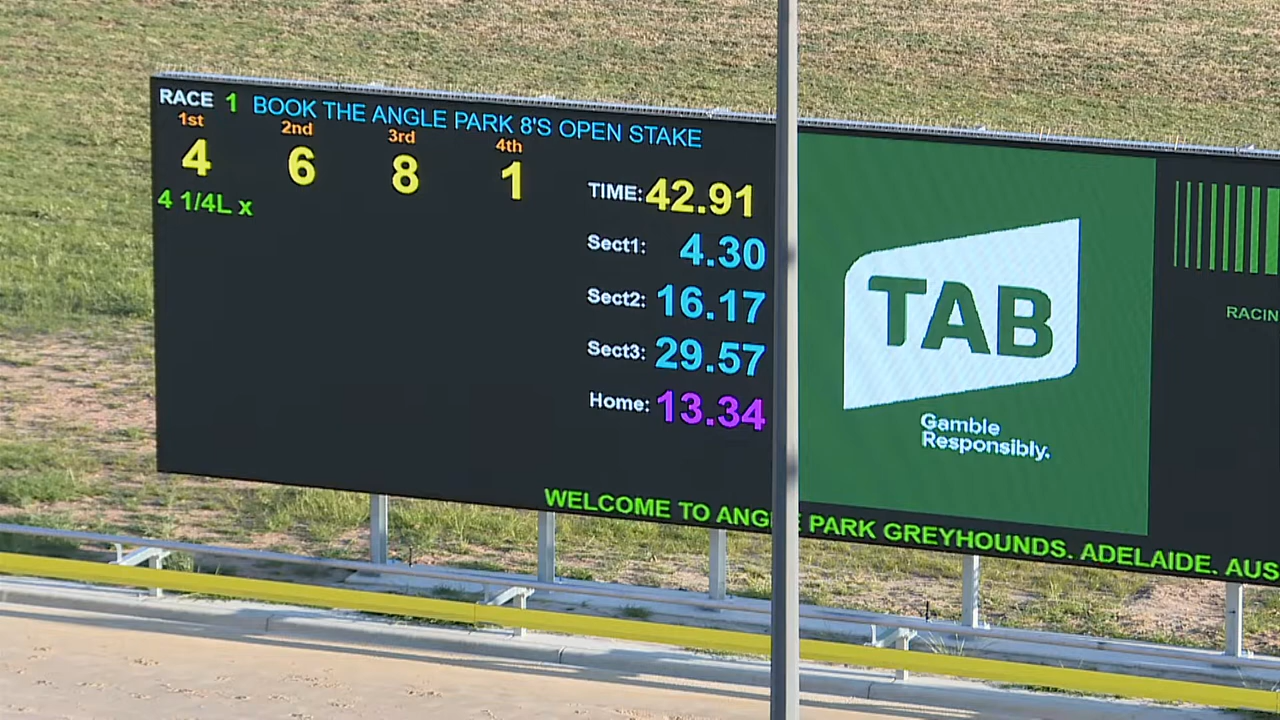 RACE 1 BOOK THE ANGLE PARK 8'S OPEN STAKE
1st 2nd 3rd 4th
4 6 8 1
4 1/4L x
TIME: 42.91
Sect1: 4.30
Sect2: 16.17
Sect3: 29.57
Home: 13.34
TAB
Gamble
Responsibly.
RACIN
WELCOME TO ANGLE PARK GREYHOUNDS. ADELAIDE. AUS